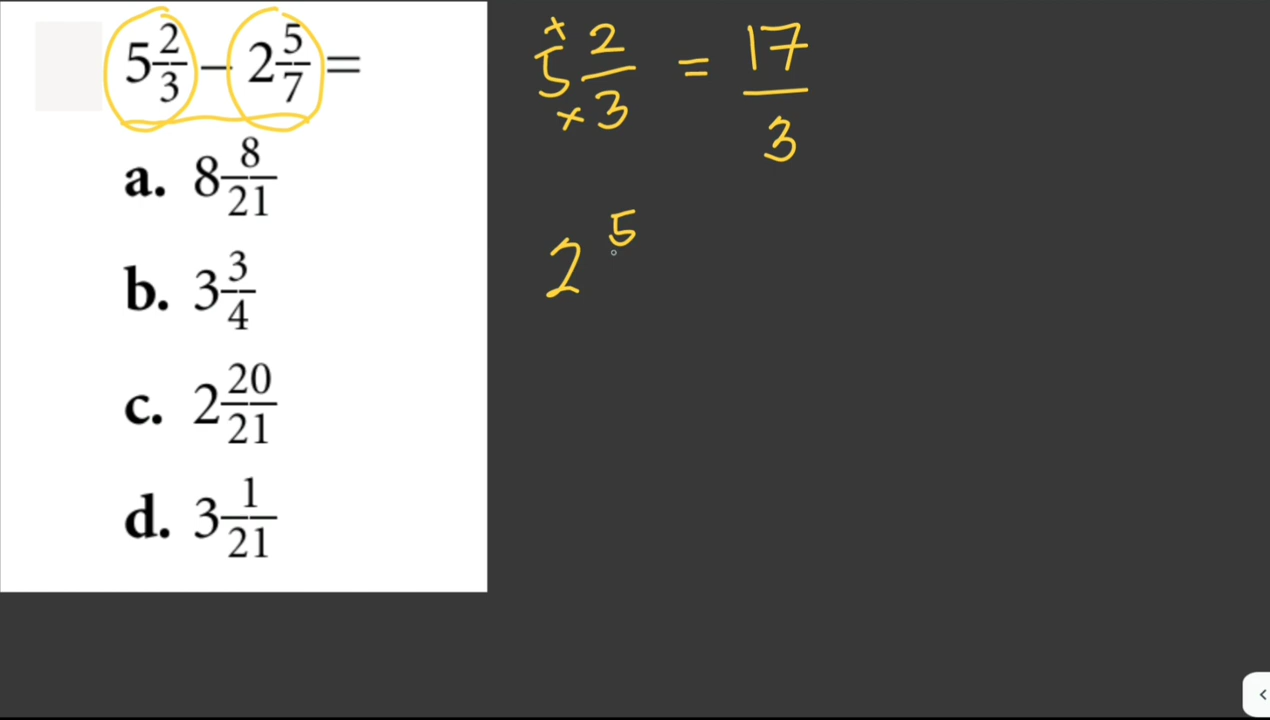 5 2/3 − 2 5/7 =
a. 8 8/21
b. 3 3/4
c. 2 20/21
d. 3 1/21
+
5 2/3 = 17/3
×
2 5